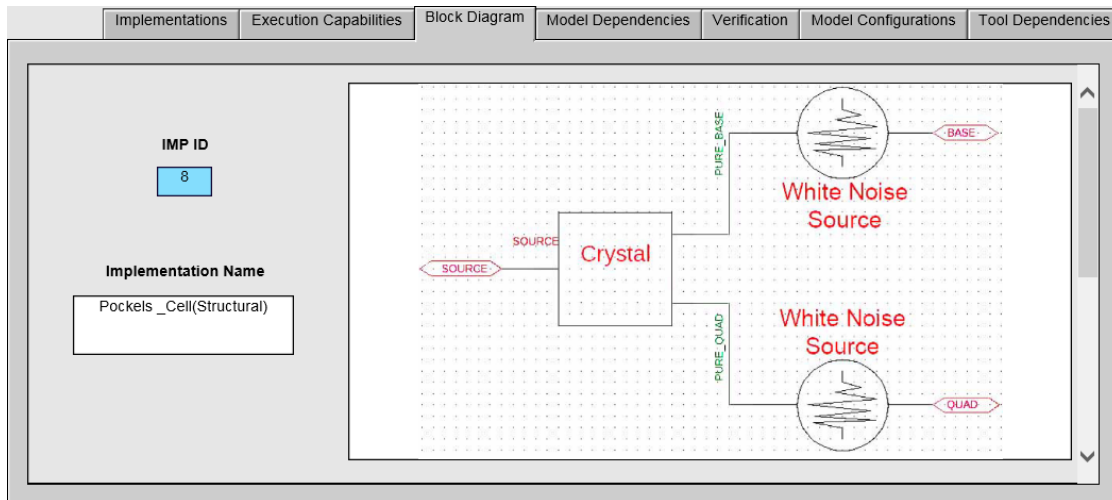 Implementations
Execution Capabilities
Block Diagram
Model Dependencies
Verification
Model Configurations
Tool Dependencies
IMP ID
8
Implementation Name
Pockels _Cell(Structural)
PURE_BASE
BASE
White Noise
Source
SOURCE
SOURCE
Crystal
PURE_QUAD
White Noise
Source
QUAD